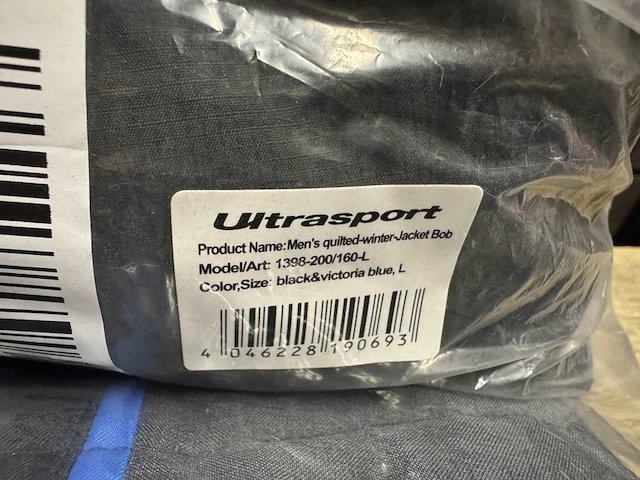 Ultrasport
Product Name:Men's quilted-winter-Jacket Bob
Model/Art: 1398-200/160-L
Color,Size: black&victoria blue, L
4 046228 190693